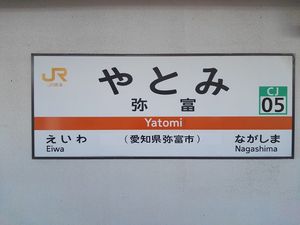 JR
JR東海
やとみ
弥富
CJ
05
Yatomi
えいわ
Eiwa
(愛知県弥富市)
ながしま
Nagashima